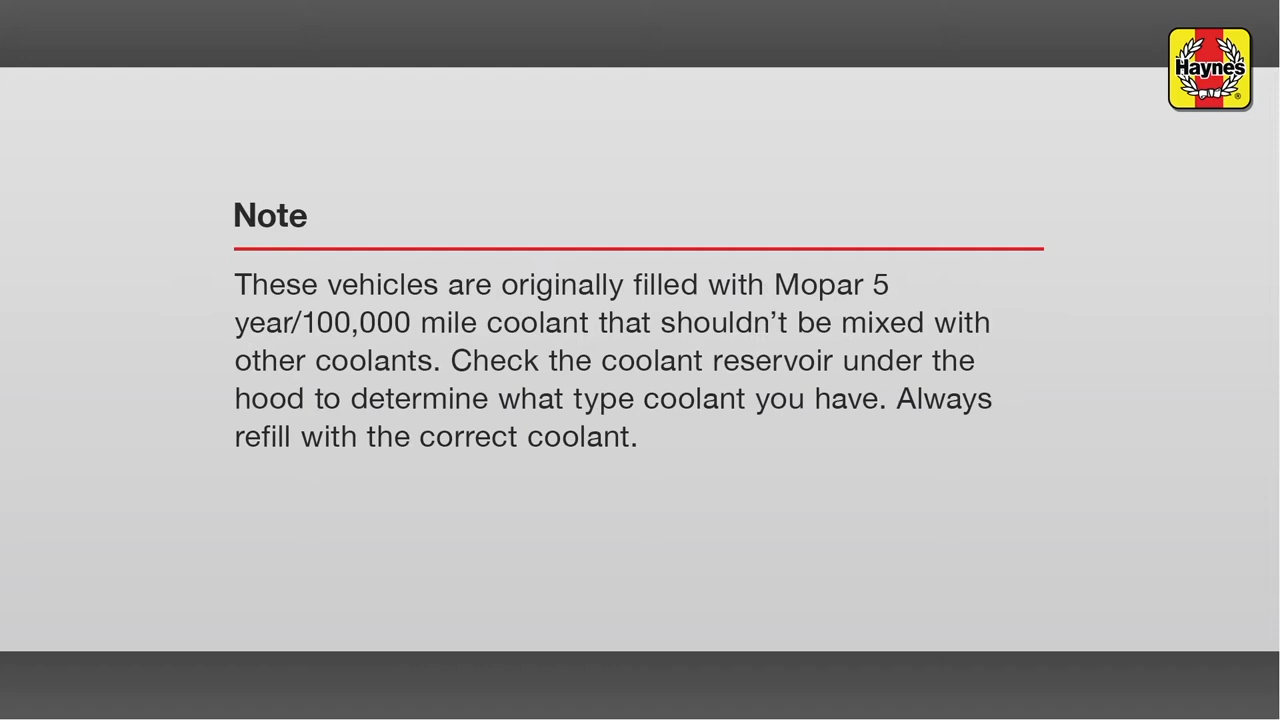 Haynes
®
Note
These vehicles are originally filled with Mopar 5
year/100,000 mile coolant that shouldn’t be mixed with
other coolants. Check the coolant reservoir under the
hood to determine what type coolant you have. Always
refill with the correct coolant.